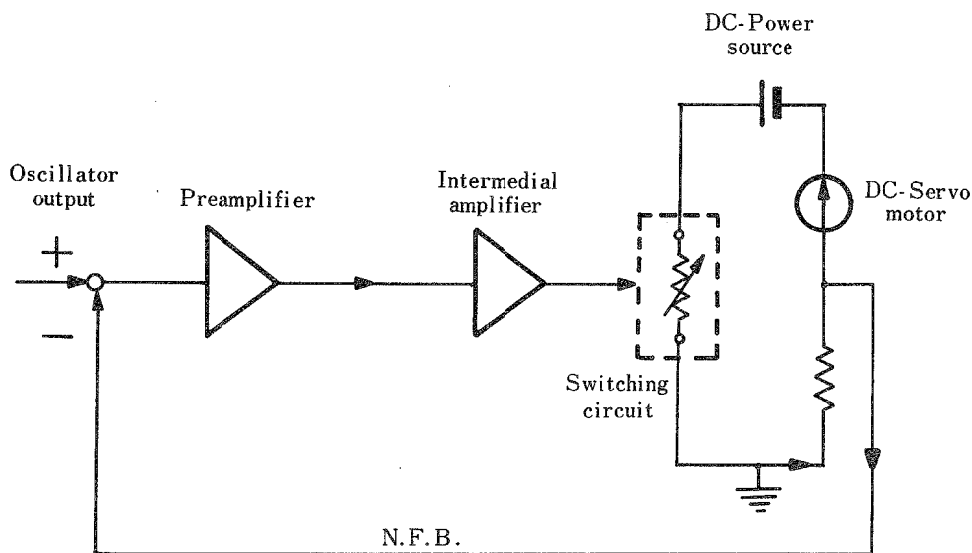 DC-Power
source
Oscillator
output
Preamplifier
Intermedial
amplifier
DC-Servo
motor
+
−
Switching
circuit
N.F.B.